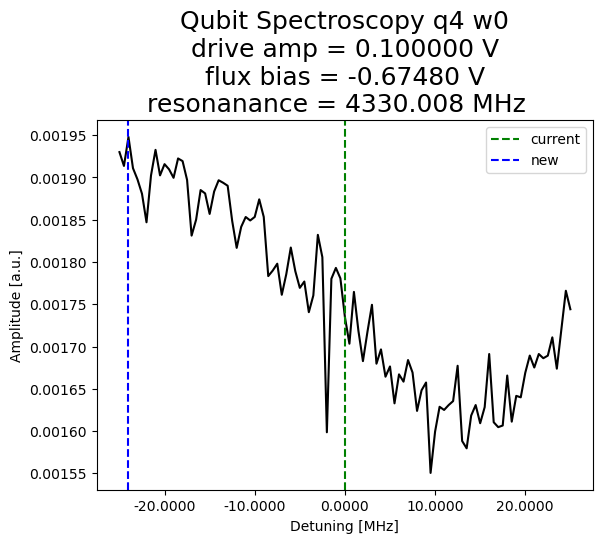 Qubit Spectroscopy q4 w0
drive amp = 0.100000 V
flux bias = -0.67480 V
resonanance = 4330.008 MHz
current
new
Amplitude [a.u.]
0.00195
0.00190
0.00185
0.00180
0.00175
0.00170
0.00165
0.00160
0.00155
-20.0000 -10.0000 0.0000 10.0000 20.0000
Detuning [MHz]